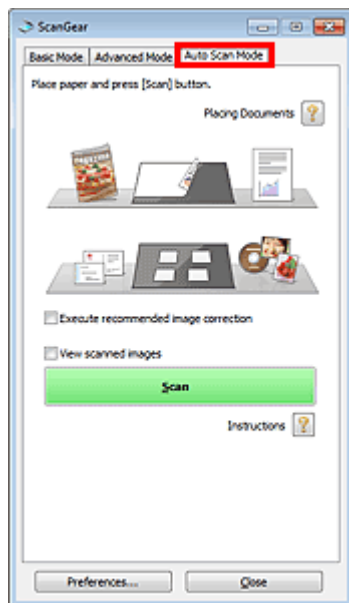 ScanGear
Basic Mode Advanced Mode Auto Scan Mode
Place paper and press [Scan] button.
Placing Documents
magazine
Execute recommended image correction
View scanned images
Scan
Instructions
Preferences... Close